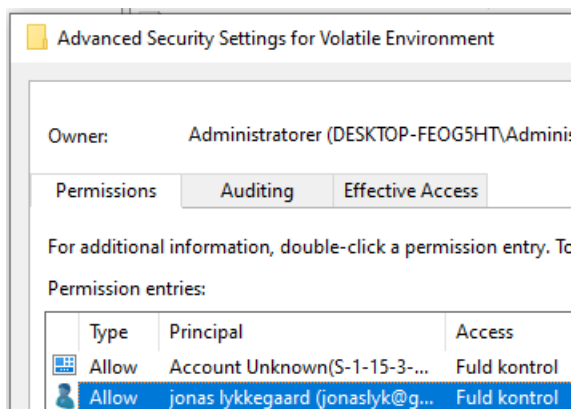 Advanced Security Settings for Volatile Environment
Owner: Administratorer (DESKTOP-FEOG5HT\Adminis
Permissions Auditing Effective Access
For additional information, double-click a permission entry. To
Permission entries:
Type Principal Access
Allow Account Unknown(S-1-15-3-... Fuld kontrol
Allow jonas lykkegaard (jonaslyk@g... Fuld kontrol